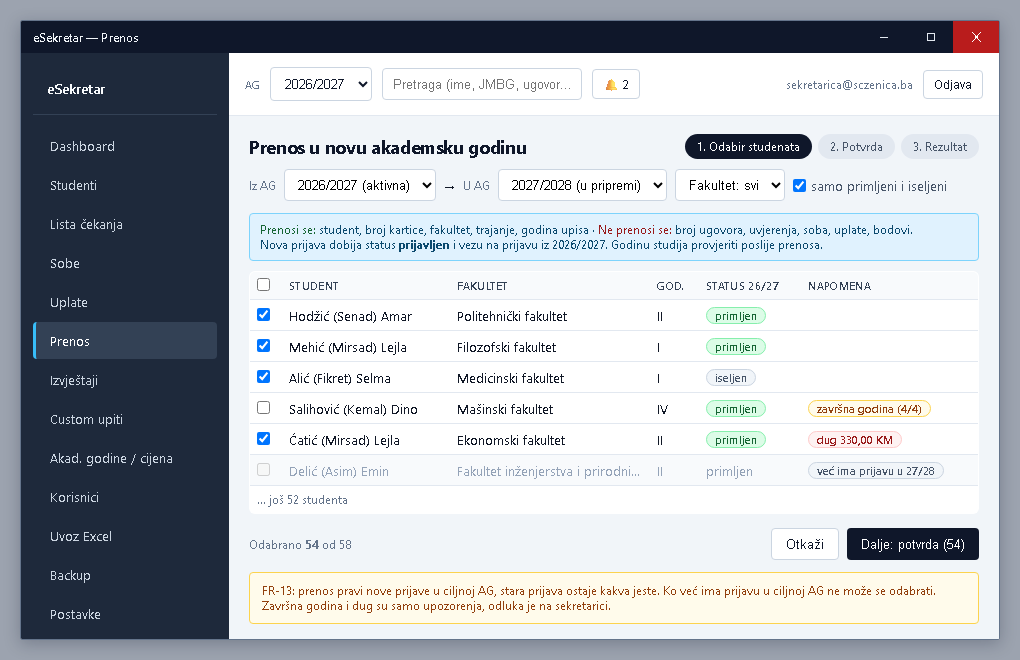 eSekretar — Prenos
eSekretar
Dashboard
Studenti
Lista čekanja
Sobe
Uplate
Prenos
Izvještaji
Custom upiti
Akad. godine / cijena
Korisnici
Uvoz Excel
Backup
Postavke
AG 2026/2027 Pretraga (ime, JMBG, ugovor... 2 sekretarica@sczenica.ba Odjava
Prenos u novu akademsku godinu 1. Odabir studenata 2. Potvrda 3. Rezultat
Iz AG 2026/2027 (aktivna) → U AG 2027/2028 (u pripremi) Fakultet: svi samo primljeni i iseljeni
Prenosi se: student, broj kartice, fakultet, trajanje, godina upisa · Ne prenosi se: broj ugovora, uvjerenja, soba, uplate, bodovi.
Nova prijava dobija status prijavljen i vezu na prijavu iz 2026/2027. Godinu studija provjeriti poslije prenosa.
STUDENT FAKULTET GOD. STATUS 26/27 NAPOMENA
Hodžić (Senad) Amar Politehnički fakultet II primljen
Mehić (Mirsad) Lejla Filozofski fakultet I primljen
Alić (Fikret) Selma Medicinski fakultet I iseljen
Salihović (Kemal) Dino Mašinski fakultet IV primljen završna godina (4/4)
Ćatić (Mirsad) Lejla Ekonomski fakultet II primljen dug 330,00 KM
Delić (Asim) Emin Fakultet inženjerstva i prirodni... II primljen već ima prijavu u 27/28
... još 52 studenta
Odabrano 54 od 58 Otkaži Dalje: potvrda (54)
FR-13: prenos pravi nove prijave u ciljnoj AG, stara prijava ostaje kakva jeste. Ko već ima prijavu u ciljnoj AG ne može se odabrati.
Završna godina i dug su samo upozorenja, odluka je na sekretarici.